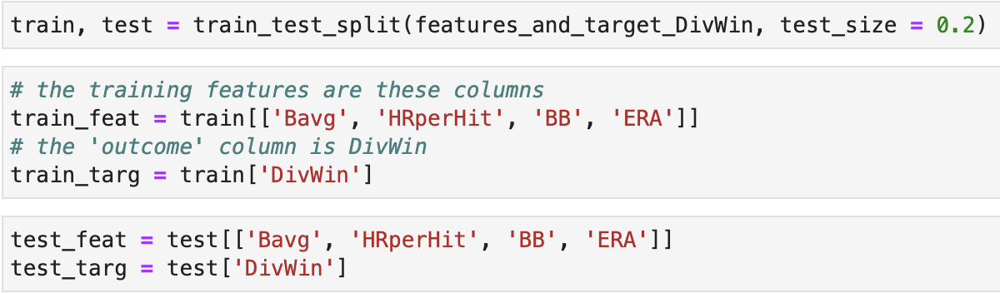 train, test = train_test_split(features_and_target_DivWin, test_size = 0.2)
# the training features are these columns
train_feat = train[['Bavg', 'HRperHit', 'BB', 'ERA']]
# the 'outcome' column is DivWin
train_targ = train['DivWin']
test_feat = test[['Bavg', 'HRperHit', 'BB', 'ERA']]
test_targ = test['DivWin']